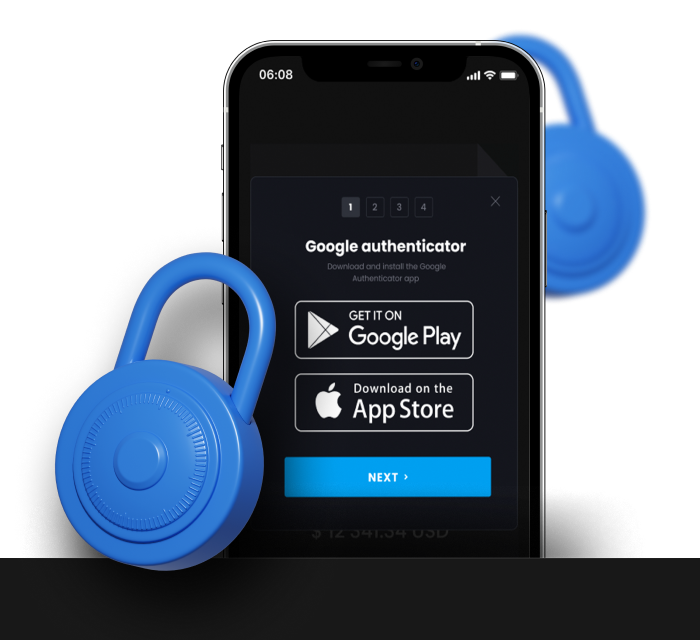 06:08
1 2 3 4
Google authenticator
Download and install the Google
Authenticator app
GET IT ON
Google Play
Download on the
App Store
NEXT ›
$ 12 341.34 USD